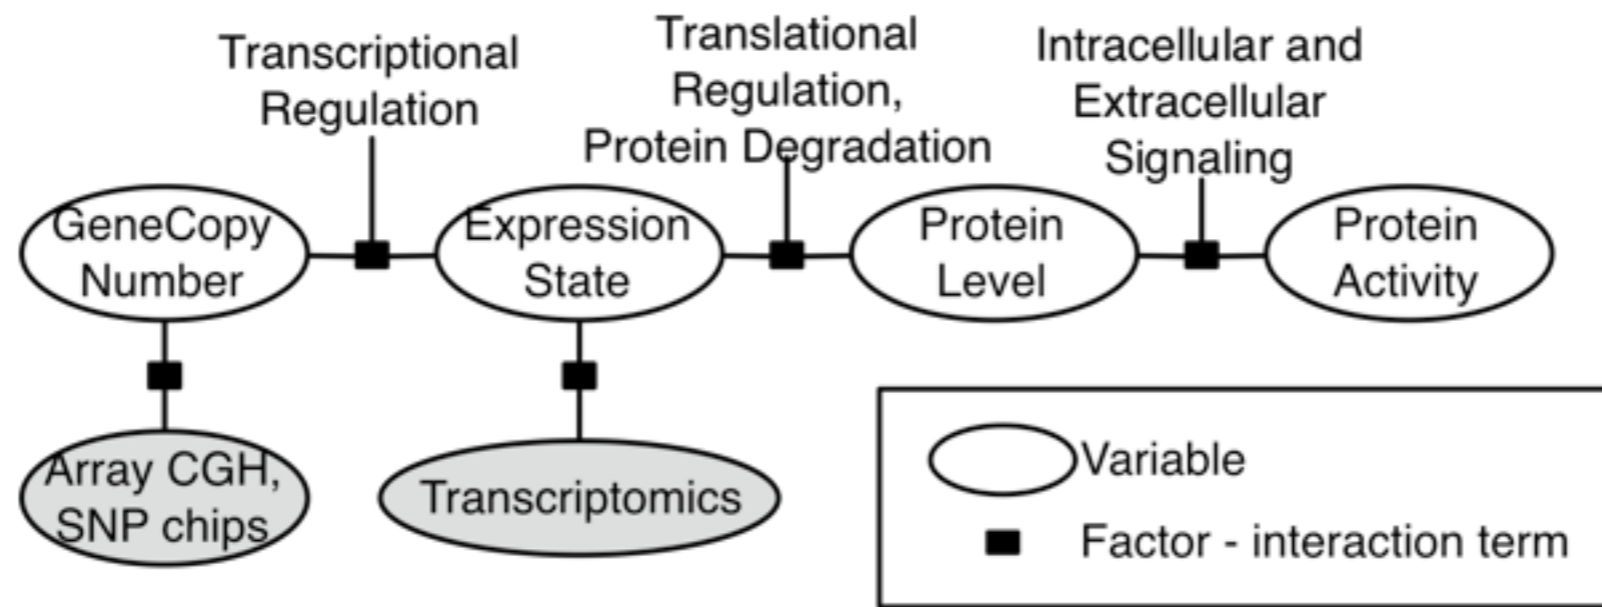 Transcriptional
Regulation
Translational
Regulation,
Protein Degradation
Intracellular and
Extracellular
Signaling
GeneCopy
Number
Expression
State
Protein
Level
Protein
Activity
Array CGH,
SNP chips
Transcriptomics
Variable
Factor - interaction term